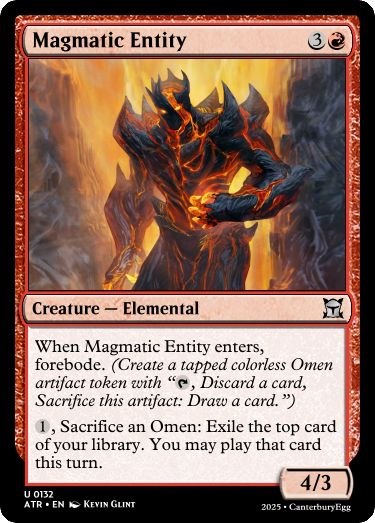 Magmatic Entity 3
Creature — Elemental
When Magmatic Entity enters,
forebode. (Create a tapped colorless Omen
artifact token with “, Discard a card,
Sacrifice this artifact: Draw a card.”)
1, Sacrifice an Omen: Exile the top card
of your library. You may play that card
this turn.
4/3
U 0132
ATR • EN Kevin Glint
2025 • CanterburyEgg